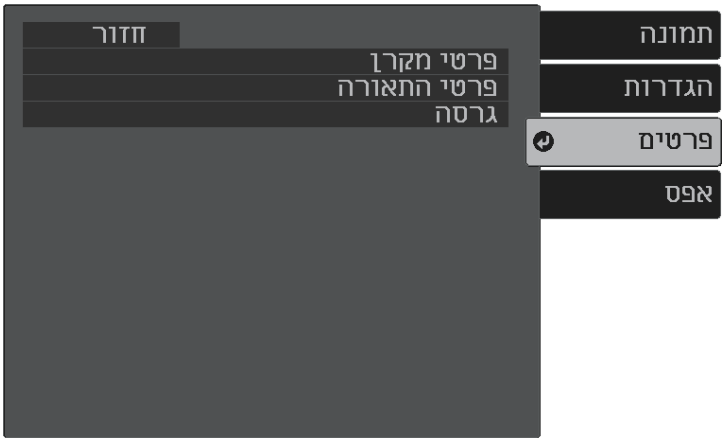 תמונה
הגדרות
פרטים
אפס
חזור
פרטי מקרן
פרטי התאורה
גרסה